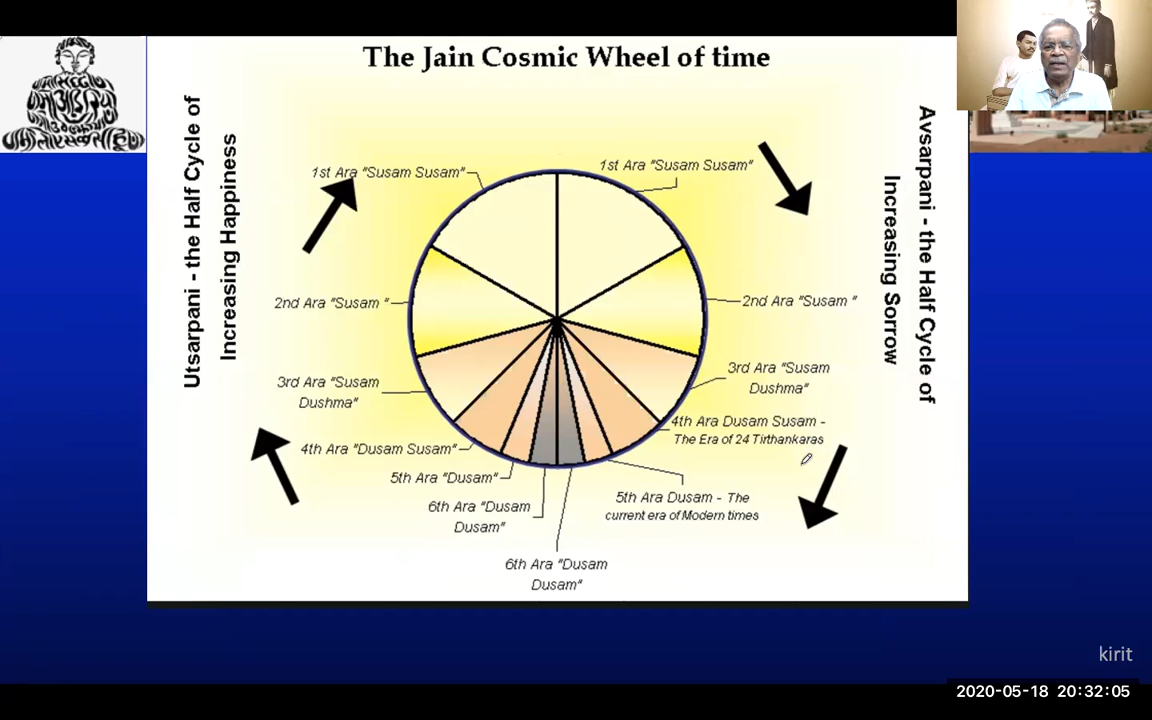 The Jain Cosmic Wheel of time
Utsarpani - the Half Cycle of
Increasing Happiness
Avsarpani - the Half Cycle of
Increasing Sorrow
1st Ara "Susam Susam"
1st Ara "Susam Susam"
2nd Ara "Susam "
2nd Ara "Susam "
3rd Ara "Susam
Dushma"
3rd Ara "Susam
Dushma"
4th Ara "Dusam Susam"
4th Ara Dusam Susam -
The Era of 24 Tirthankaras
5th Ara "Dusam"
5th Ara Dusam - The
current era of Modern times
6th Ara "Dusam
Dusam"
6th Ara "Dusam
Dusam"
kirit
2020-05-18 20:32:05